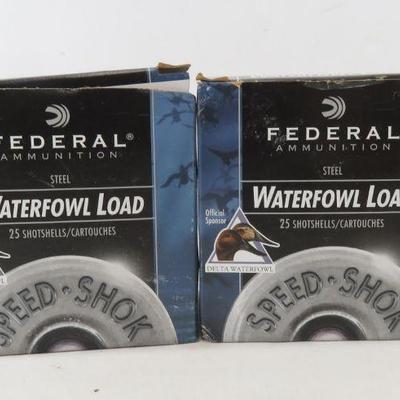 FEDERAL®
AMMUNITION
STEEL
WATERFOWL LOAD
25 SHOTSHELLS/CARTOUCHES
SPEED·SHOK
FEDERAL
AMMUNITION
STEEL
WATERFOWL LOAD
25 SHOTSHELLS/CARTOUCHES
Official
Sponsor
DELTA WATERFOWL
SPEED·SHOK